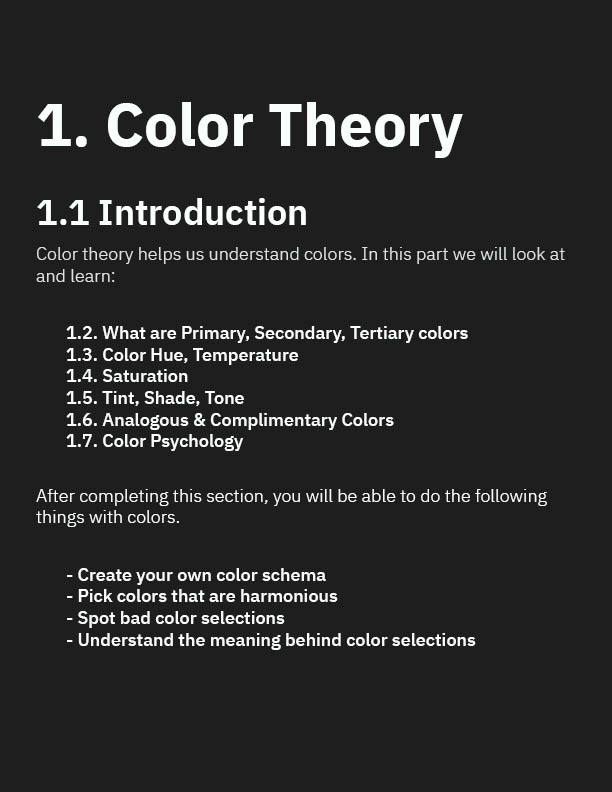 1. Color Theory
1.1 Introduction
Color theory helps us understand colors. In this part we will look at
and learn:
1.2. What are Primary, Secondary, Tertiary colors
1.3. Color Hue, Temperature
1.4. Saturation
1.5. Tint, Shade, Tone
1.6. Analogous & Complimentary Colors
1.7. Color Psychology
After completing this section, you will be able to do the following
things with colors.
- Create your own color schema
- Pick colors that are harmonious
- Spot bad color selections
- Understand the meaning behind color selections